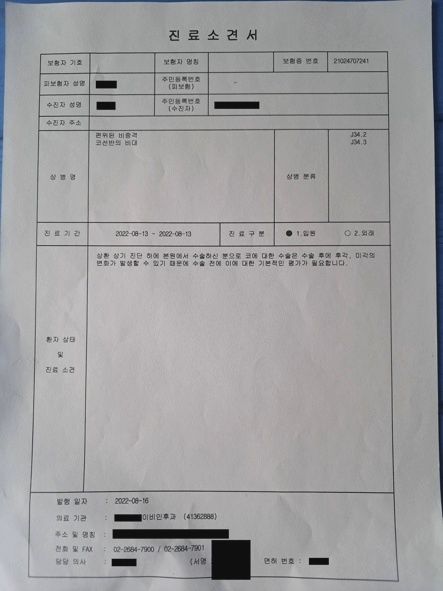 진 료 소 견 서
보험자 기호 보험자 명칭 보험증 번호 21024707241
피보험자 성명 주민등록번호 (피보험) -
수진자 성명 주민등록번호 (수진자)
수진자 주소
상 병 명 편위된 비중격 상병 분류 J34.2
코선반의 비대 J34.3
진 료 기 간 2022-08-13 - 2022-08-13 진 료 구 분 ● 1.입원 ○ 2.외래
환자 상태
및
진료 소견
상환 상기 진단 하에 본원에서 수술하신 분으로 코에 대한 수술은 수술 후에 후각, 미각의
변화가 발생할 수 있기 때문에 수술 전에 이에 대한 기본적인 평가가 필요합니다.
발행 일자 : 2022-08-16
의료 기관 : 이비인후과 (41362888)
주소 및 명칭 :
전화 및 FAX : 02-2684-7900 / 02-2684-7901
담당 의사 : (서명 면허 번호 :